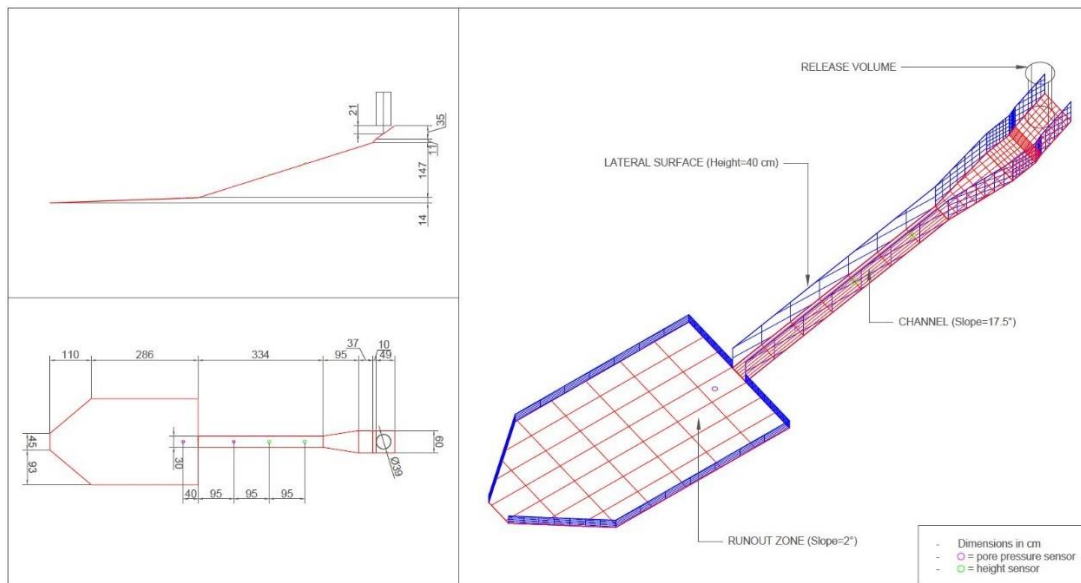 21
35
11
147
14
110
286
334
95
37
10
49
45
93
30
60
Ø39
40
95
95
95
RELEASE VOLUME
LATERAL SURFACE (Height=40 cm)
CHANNEL (Slope=17.5°)
RUNOUT ZONE (Slope=2°)
- Dimensions in cm
- = pore pressure sensor
- = height sensor